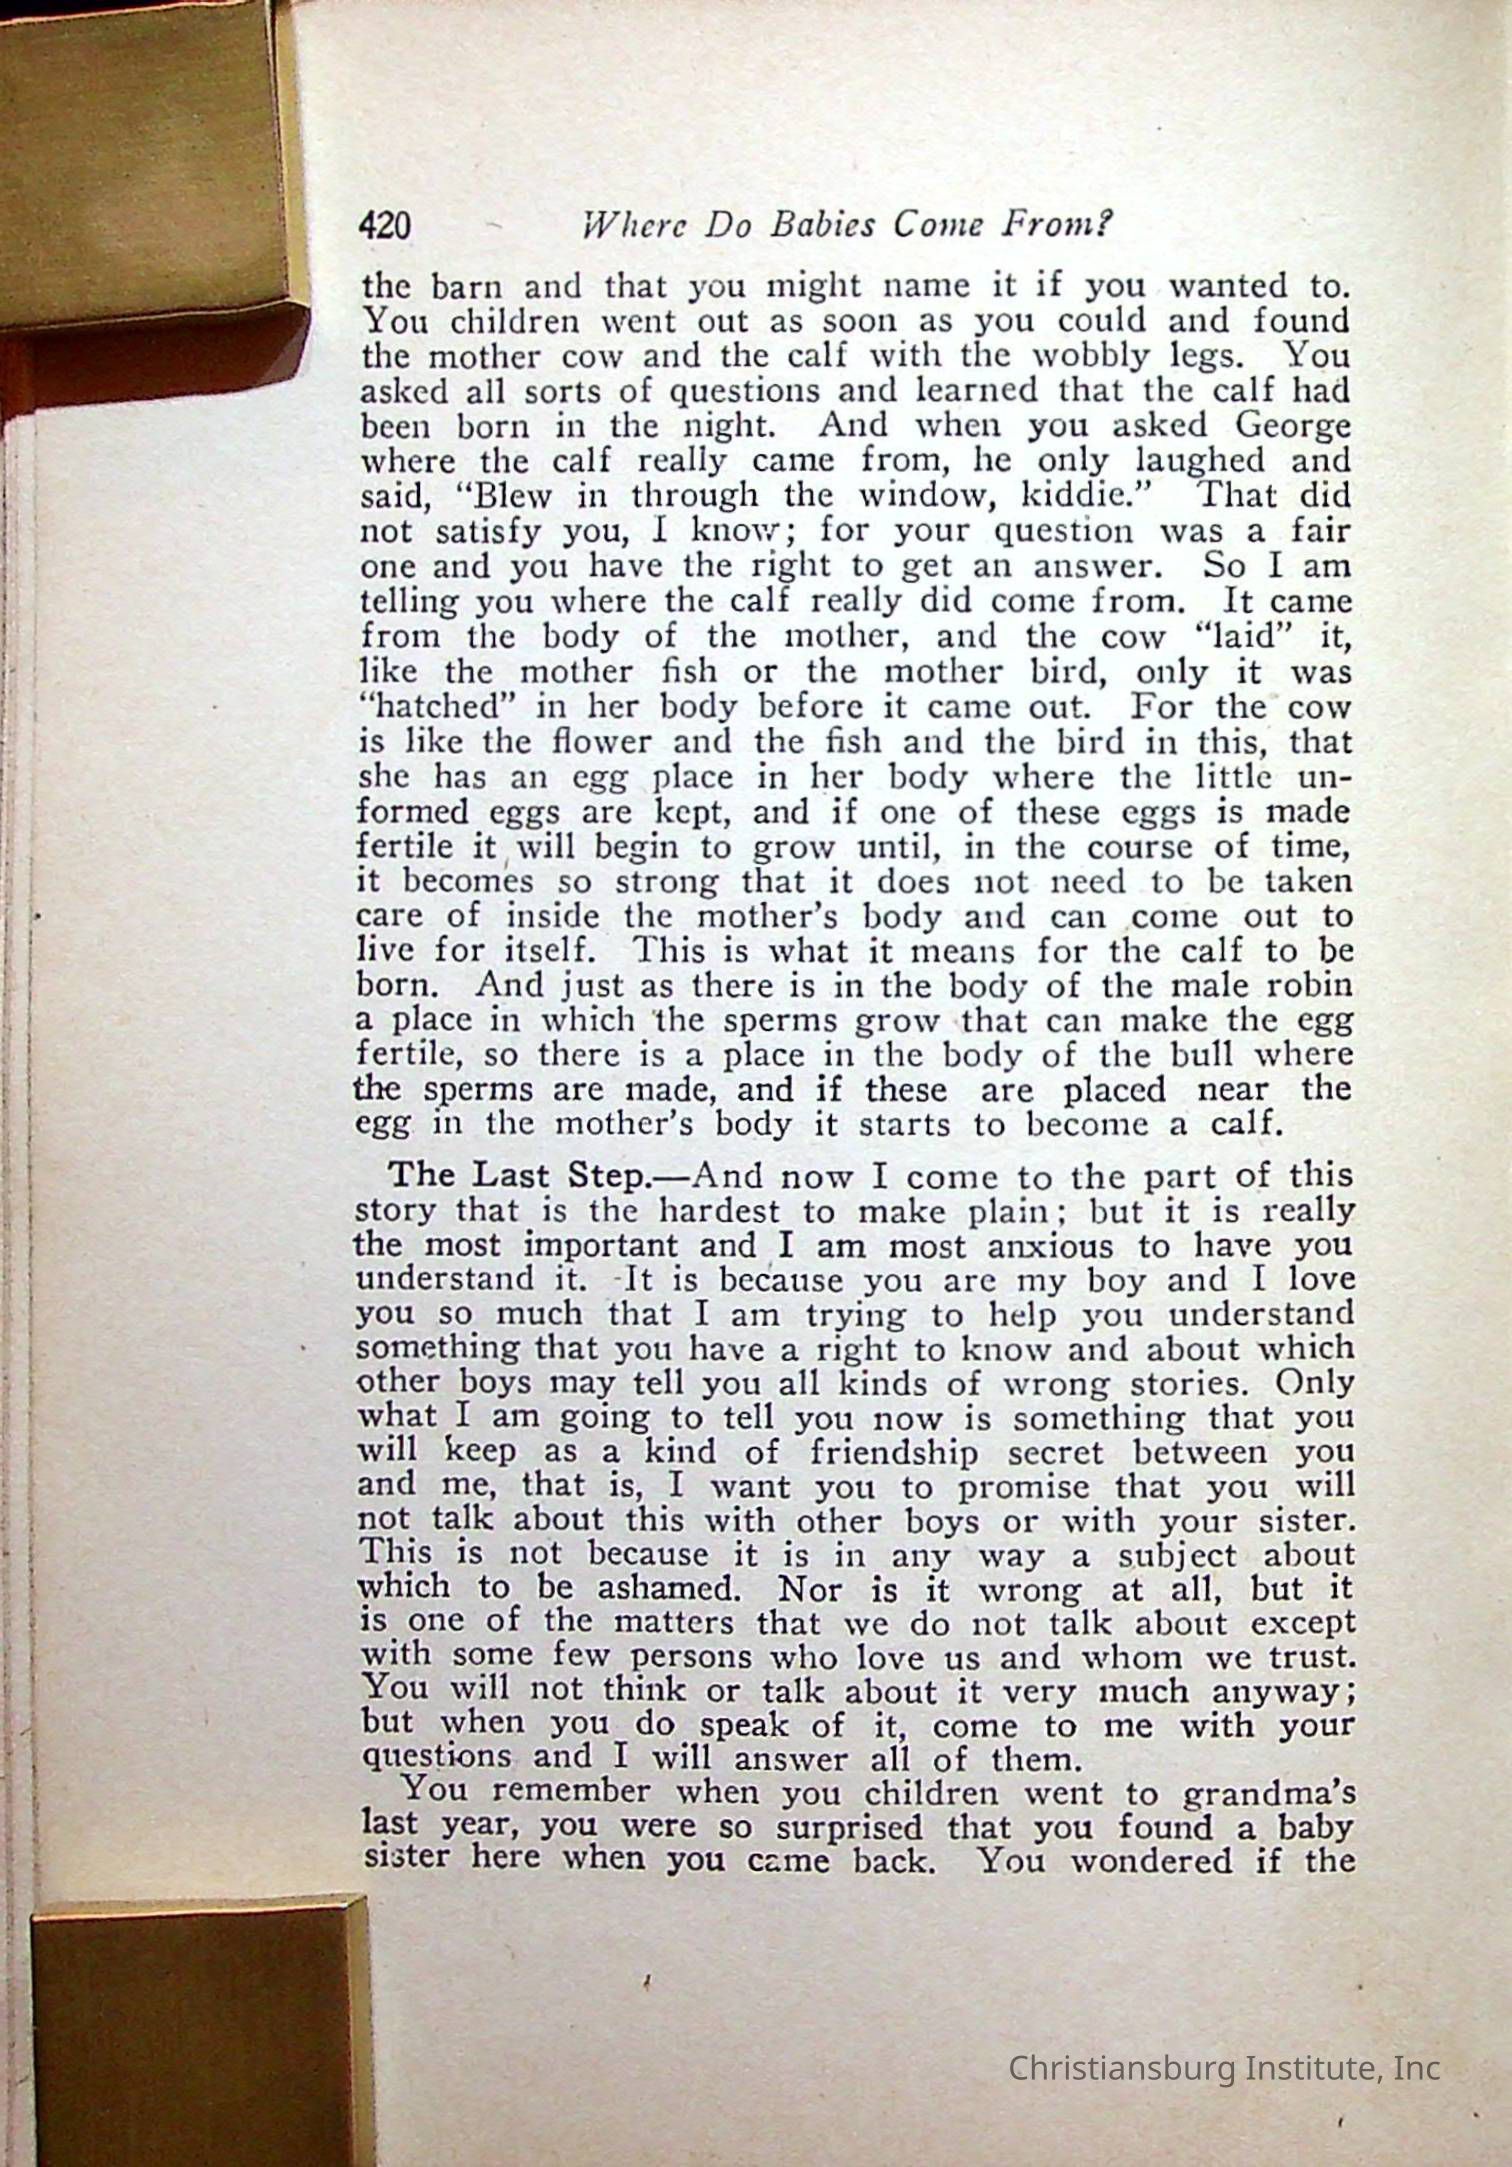 420 Where Do Babies Come From?
the barn and that you might name it if you wanted to.
You children went out as soon as you could and found
the mother cow and the calf with the wobbly legs. You
asked all sorts of questions and learned that the calf had
been born in the night. And when you asked George
where the calf really came from, he only laughed and
said, “Blew in through the window, kiddie.” That did
not satisfy you, I know; for your question was a fair
one and you have the right to get an answer. So I am
telling you where the calf really did come from. It came
from the body of the mother, and the cow “laid” it,
like the mother fish or the mother bird, only it was
“hatched” in her body before it came out. For the cow
is like the flower and the fish and the bird in this, that
she has an egg place in her body where the little un-
formed eggs are kept, and if one of these eggs is made
fertile it will begin to grow until, in the course of time,
it becomes so strong that it does not need to be taken
care of inside the mother’s body and can come out to
live for itself. This is what it means for the calf to be
born. And just as there is in the body of the male robin
a place in which the sperms grow that can make the egg
fertile, so there is a place in the body of the bull where
the sperms are made, and if these are placed near the
egg in the mother’s body it starts to become a calf.
The Last Step.—And now I come to the part of this
story that is the hardest to make plain; but it is really
the most important and I am most anxious to have you
understand it. It is because you are my boy and I love
you so much that I am trying to help you understand
something that you have a right to know and about which
other boys may tell you all kinds of wrong stories. Only
what I am going to tell you now is something that you
will keep as a kind of friendship secret between you
and me, that is, I want you to promise that you will
not talk about this with other boys or with your sister.
This is not because it is in any way a subject about
which to be ashamed. Nor is it wrong at all, but it
is one of the matters that we do not talk about except
with some few persons who love us and whom we trust.
You will not think or talk about it very much anyway;
but when you do speak of it, come to me with your
questions and I will answer all of them.
You remember when you children went to grandma’s
last year, you were so surprised that you found a baby
sister here when you came back. You wondered if the
Christiansburg Institute, Inc